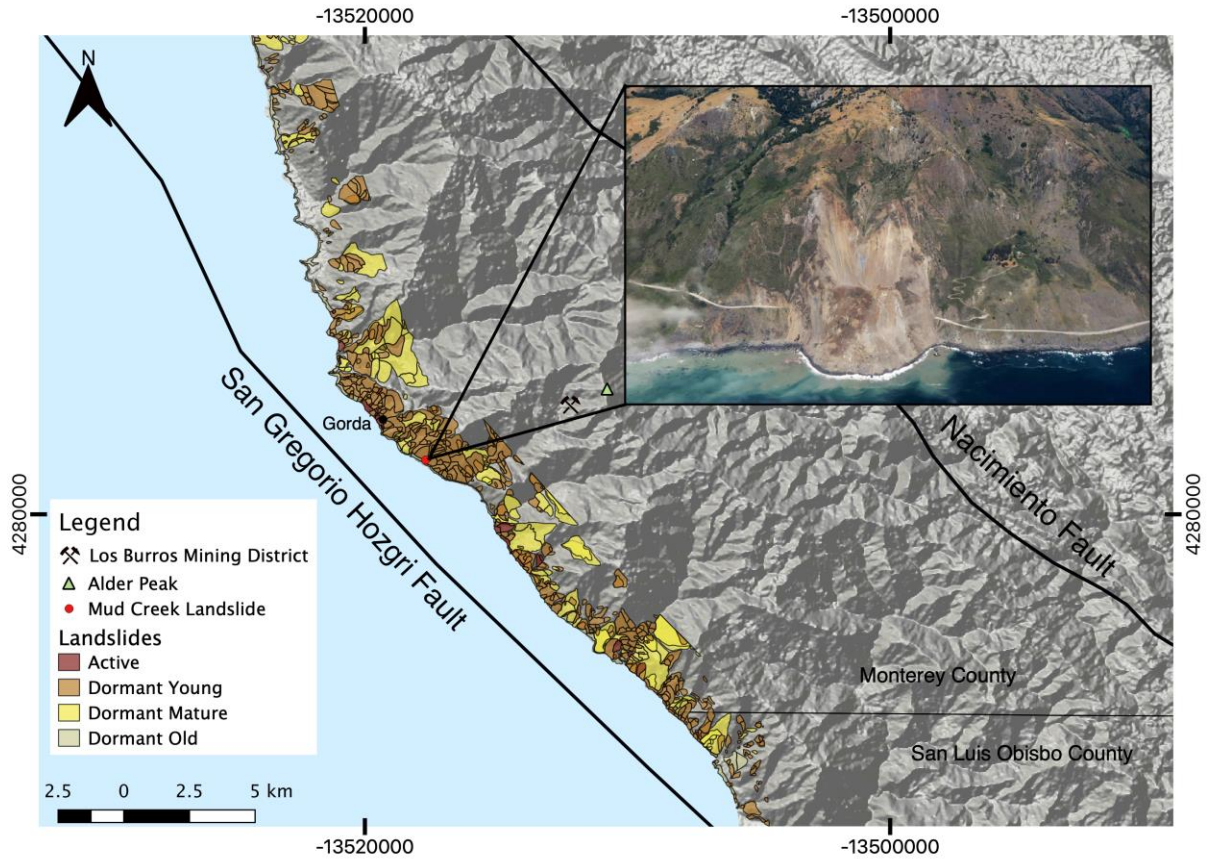 -13520000
-13500000
N
San Gregorio Hozgri Fault
Gorda
Nacimiento Fault
4280000
4280000
Legend
Los Burros Mining District
Alder Peak
Mud Creek Landslide
Landslides
Active
Dormant Young
Dormant Mature
Dormant Old
Monterey County
San Luis Obisbo County
2.5 0 2.5 5 km
-13520000
-13500000